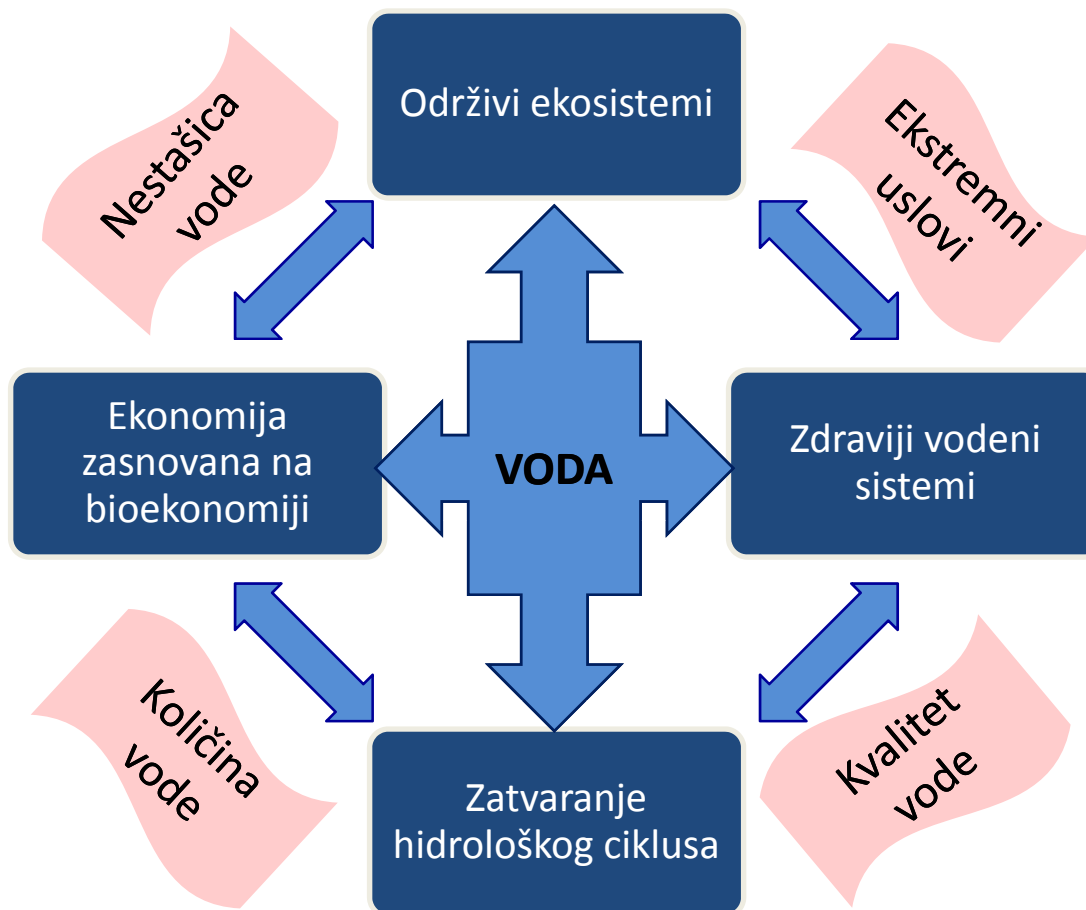 Održivi ekosistemi
Nestašica
vode
Ekstremni
uslovi
Ekonomija
zasnovana na
bioekonomiji
VODA
Zdraviji vodeni
sistemi
Količina
vode
Kvalitet
vode
Zatvaranje
hidrološkog ciklusa